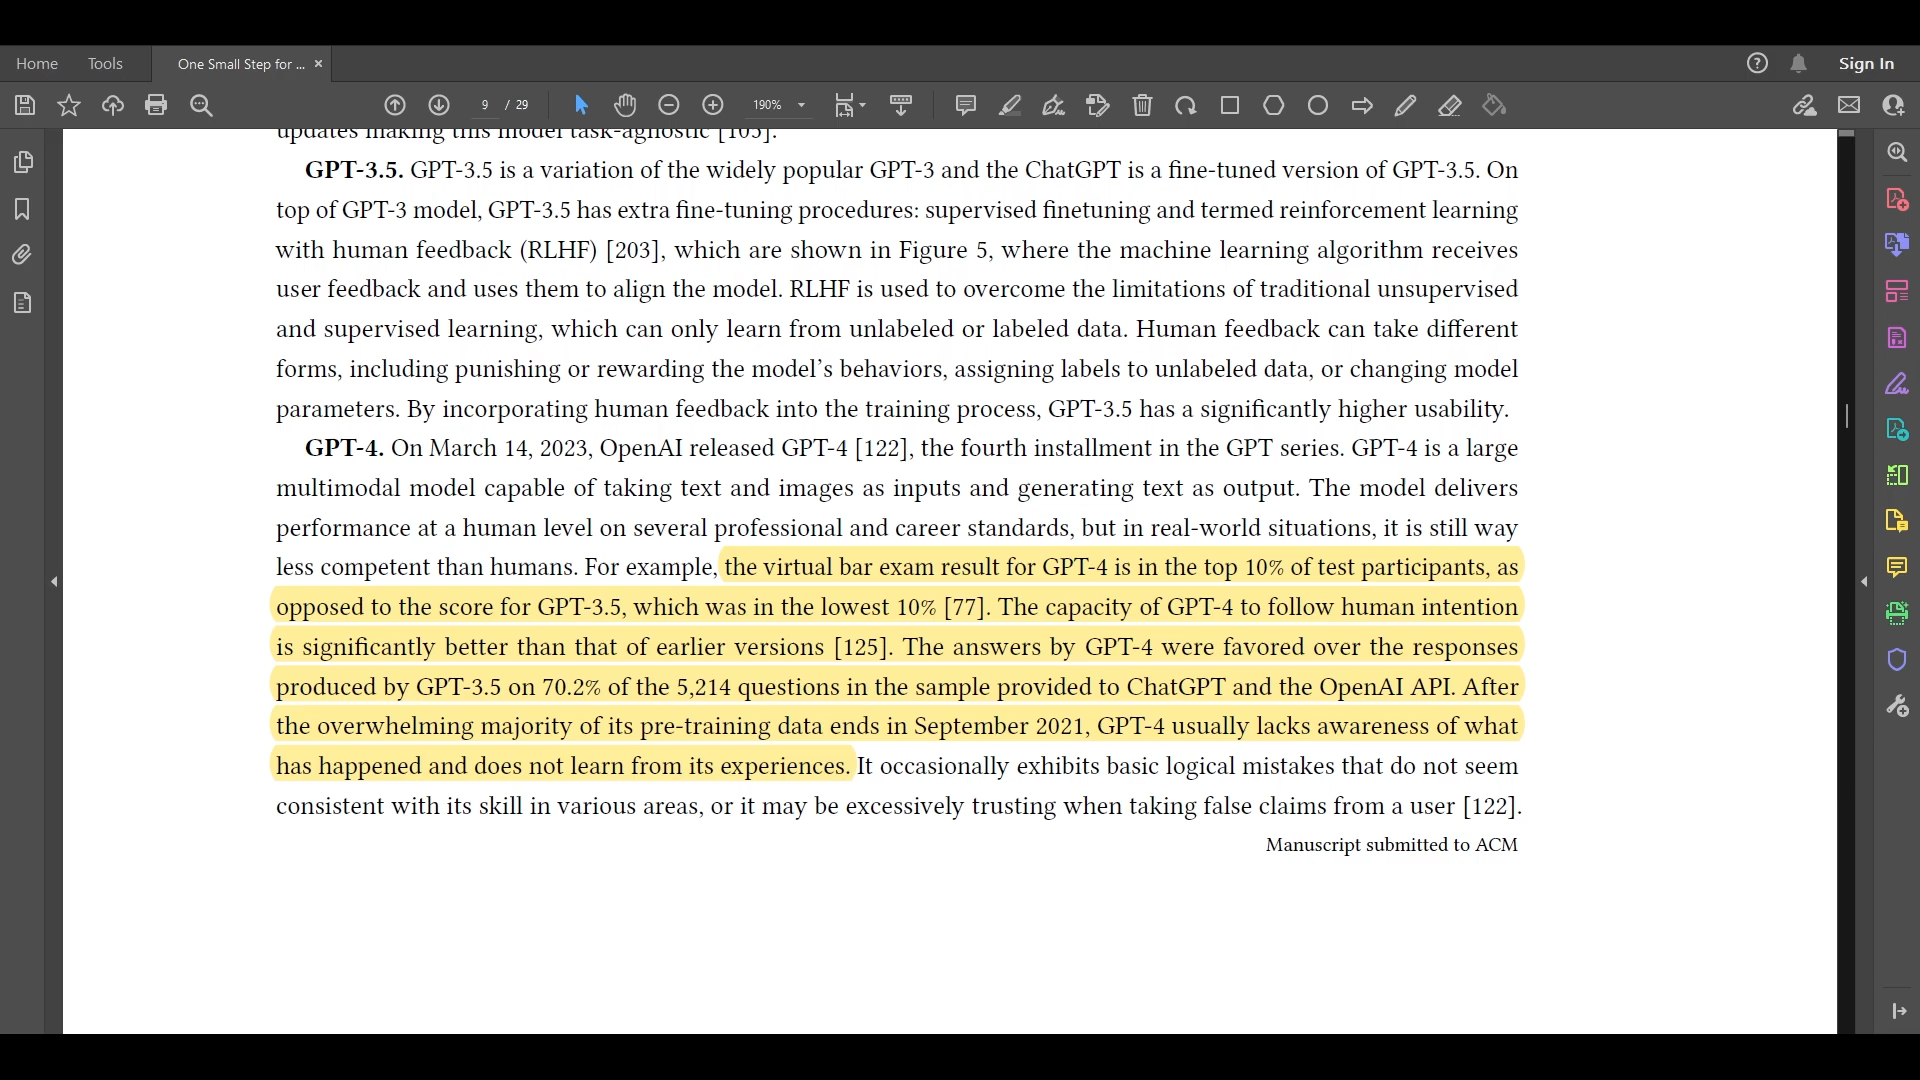 Home
Tools
One Small Step for ...
Sign In
9 / 29
190%
updates making this model task-agnostic [105].
GPT-3.5. GPT-3.5 is a variation of the widely popular GPT-3 and the ChatGPT is a fine-tuned version of GPT-3.5. On
top of GPT-3 model, GPT-3.5 has extra fine-tuning procedures: supervised finetuning and termed reinforcement learning
with human feedback (RLHF) [203], which are shown in Figure 5, where the machine learning algorithm receives
user feedback and uses them to align the model. RLHF is used to overcome the limitations of traditional unsupervised
and supervised learning, which can only learn from unlabeled or labeled data. Human feedback can take different
forms, including punishing or rewarding the model’s behaviors, assigning labels to unlabeled data, or changing model
parameters. By incorporating human feedback into the training process, GPT-3.5 has a significantly higher usability.
GPT-4. On March 14, 2023, OpenAI released GPT-4 [122], the fourth installment in the GPT series. GPT-4 is a large
multimodal model capable of taking text and images as inputs and generating text as output. The model delivers
performance at a human level on several professional and career standards, but in real-world situations, it is still way
less competent than humans. For example, the virtual bar exam result for GPT-4 is in the top 10% of test participants, as
opposed to the score for GPT-3.5, which was in the lowest 10% [77]. The capacity of GPT-4 to follow human intention
is significantly better than that of earlier versions [125]. The answers by GPT-4 were favored over the responses
produced by GPT-3.5 on 70.2% of the 5,214 questions in the sample provided to ChatGPT and the OpenAI API. After
the overwhelming majority of its pre-training data ends in September 2021, GPT-4 usually lacks awareness of what
has happened and does not learn from its experiences. It occasionally exhibits basic logical mistakes that do not seem
consistent with its skill in various areas, or it may be excessively trusting when taking false claims from a user [122].
Manuscript submitted to ACM